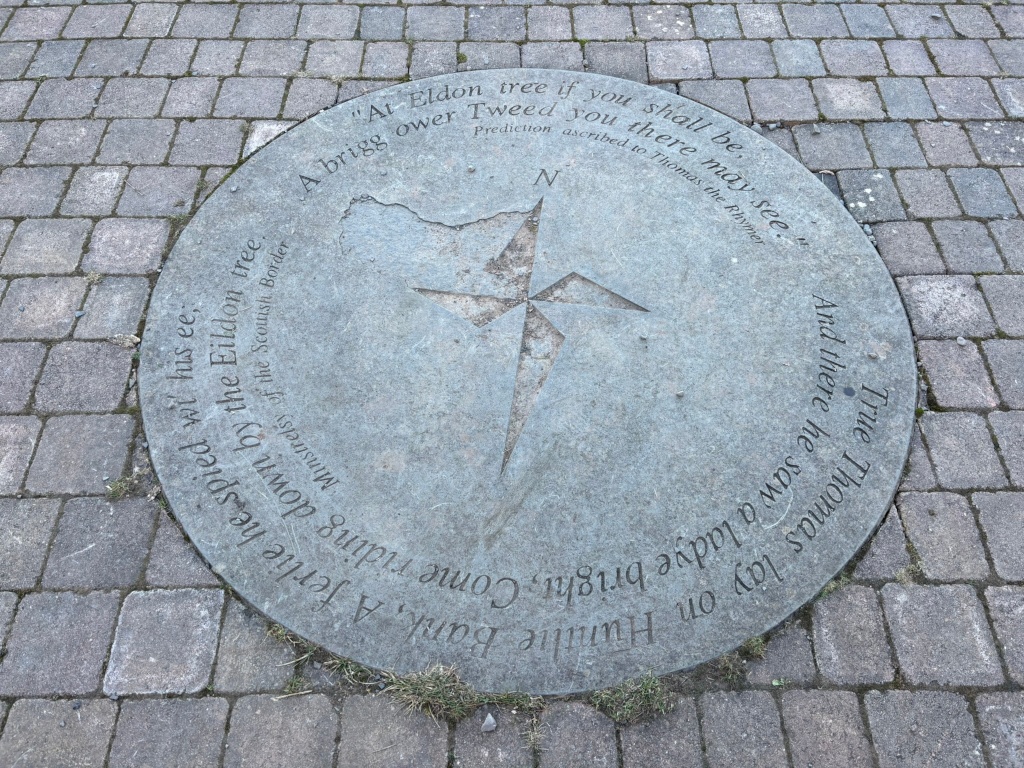 "At Eldon tree if you shall be,
A brigg ower Tweed you there may see."
Prediction ascribed to Thomas the Rhymer
N
True Thomas lay on Huntlie Bank, A ferlie he spied wi' his ee;
And there he saw a ladye bright, Come riding down by the Eildon tree.
Minstrelsy of the Scottish Border